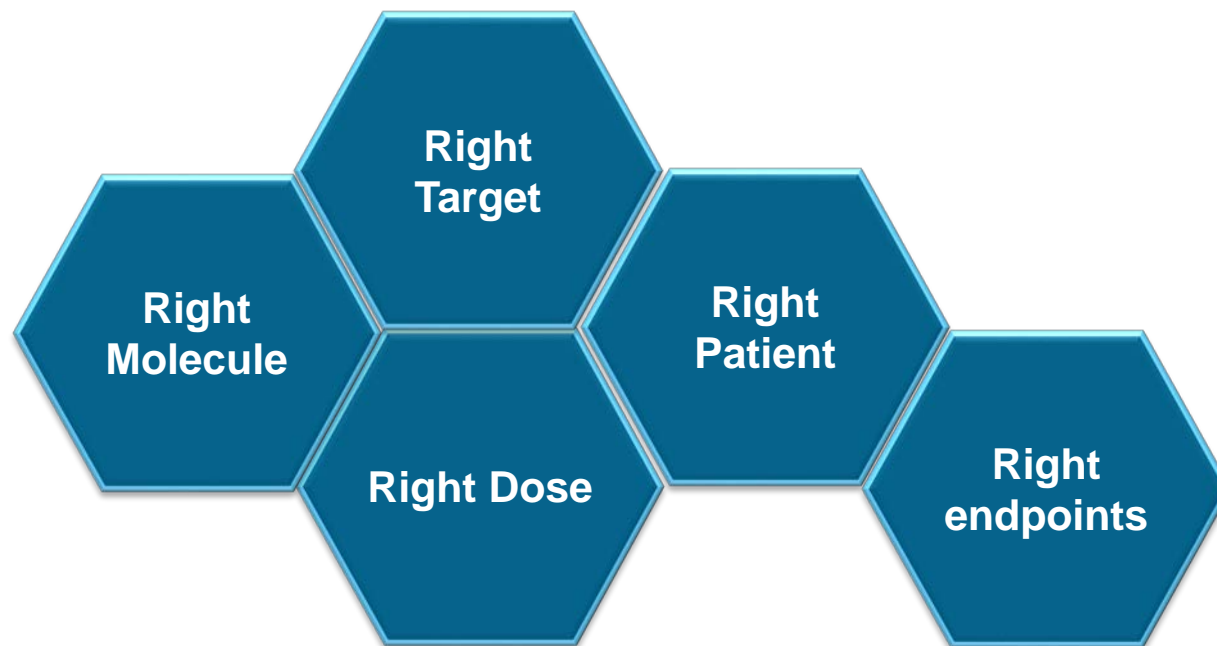 Right
Target
Right
Molecule
Right
Patient
Right Dose
Right
endpoints